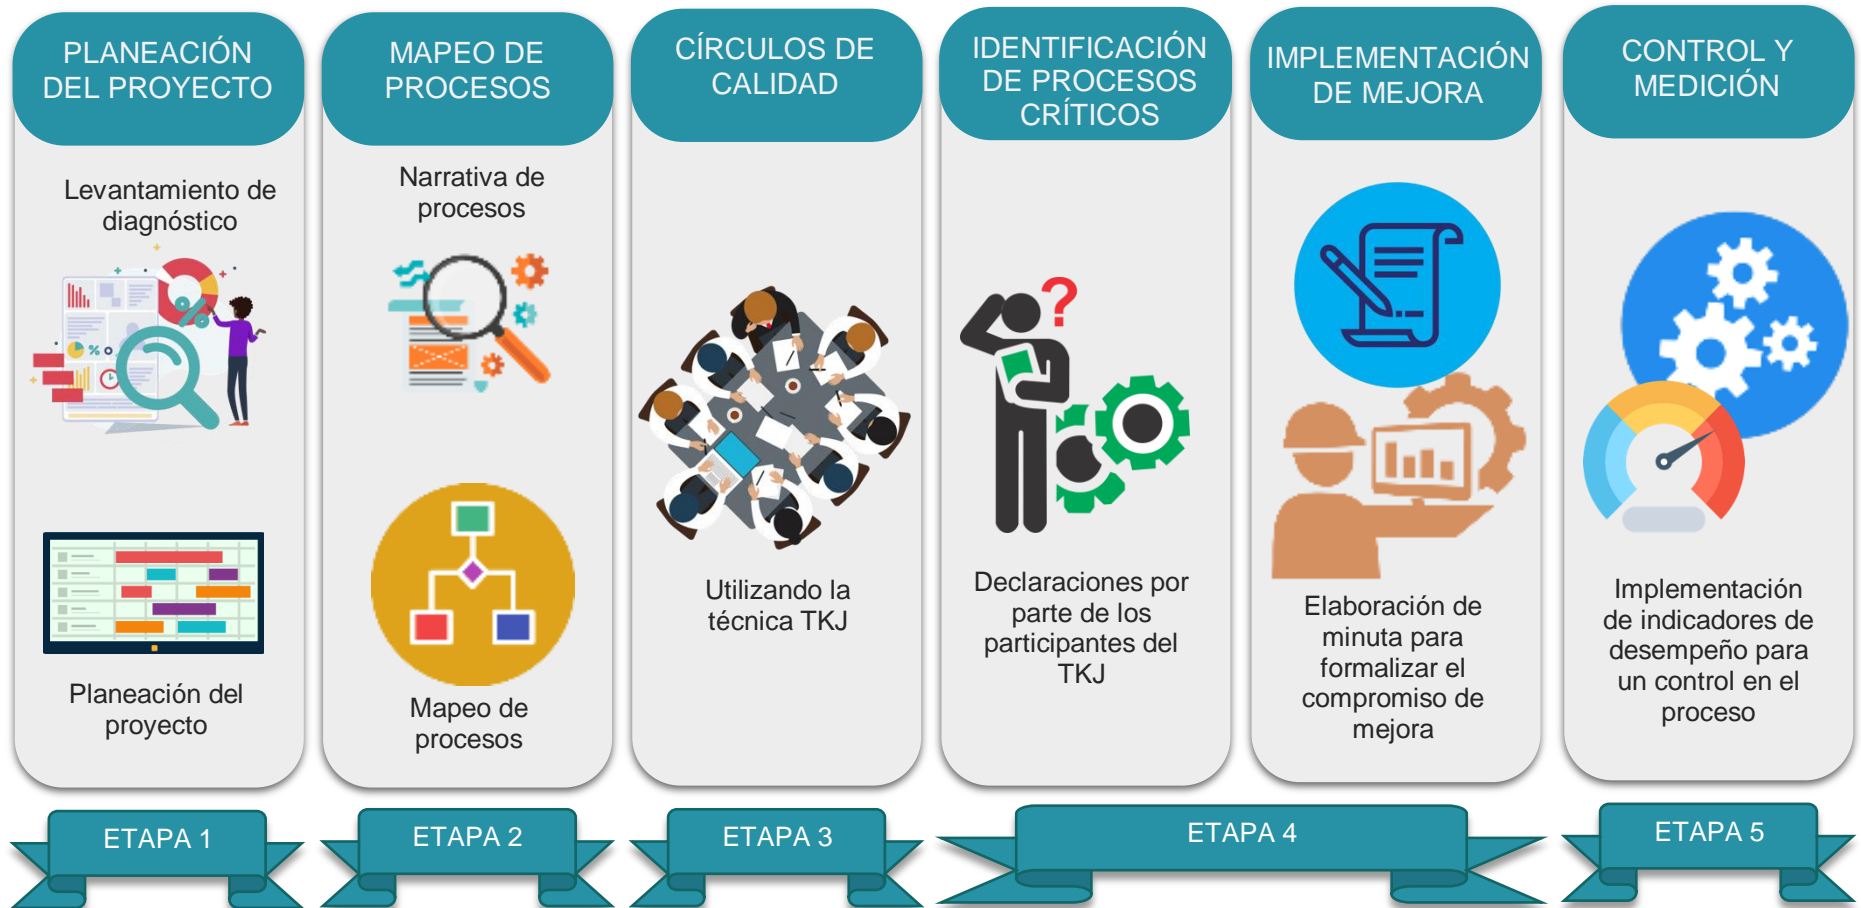 PLANEACIÓN
DEL PROYECTO
Levantamiento de
diagnóstico
Planeación del
proyecto
ETAPA 1
MAPEO DE
PROCESOS
Narrativa de
procesos
Mapeo de
procesos
ETAPA 2
CÍRCULOS DE
CALIDAD
Utilizando la
técnica TKJ
ETAPA 3
IDENTIFICACIÓN
DE PROCESOS
CRÍTICOS
?
Declaraciones por
parte de los
participantes del
TKJ
IMPLEMENTACIÓN
DE MEJORA
Elaboración de
minuta para
formalizar el
compromiso de
mejora
ETAPA 4
CONTROL Y
MEDICIÓN
Implementación
de indicadores de
desempeño para
un control en el
proceso
ETAPA 5